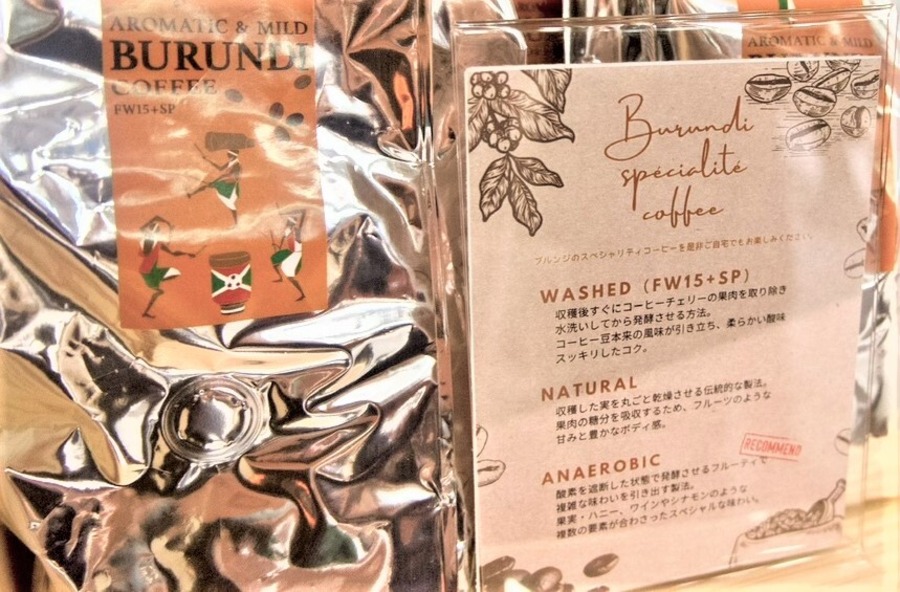 AROMATIC & MILD
BURUNDI
COFFEE
FW15+SP
AROMATIC & MILD
Burundi
spécialité
coffee
ブルンジのスペシャリティコーヒーを是非ご自宅でもお楽しみください。
WASHED (FW15+SP)
収穫後すぐにコーヒーチェリーの果肉を取り除き
水洗いしてから発酵させる方法。
コーヒー豆本来の風味が引き立ち、柔らかい酸味
スッキリしたコク。
NATURAL
収穫した実を丸ごと乾燥させる伝統的な製法。
果肉の糖分を吸収するため、フルーツのような
甘みと豊かなボディ感。
RECOMMEND
ANAEROBIC
酸素を遮断した状態で発酵させるフルーティで
複雑な味わいを引き出す製法。
果実・ハニー、ワインやシナモンのような
複数の要素が合わさったスペシャルな味わい。